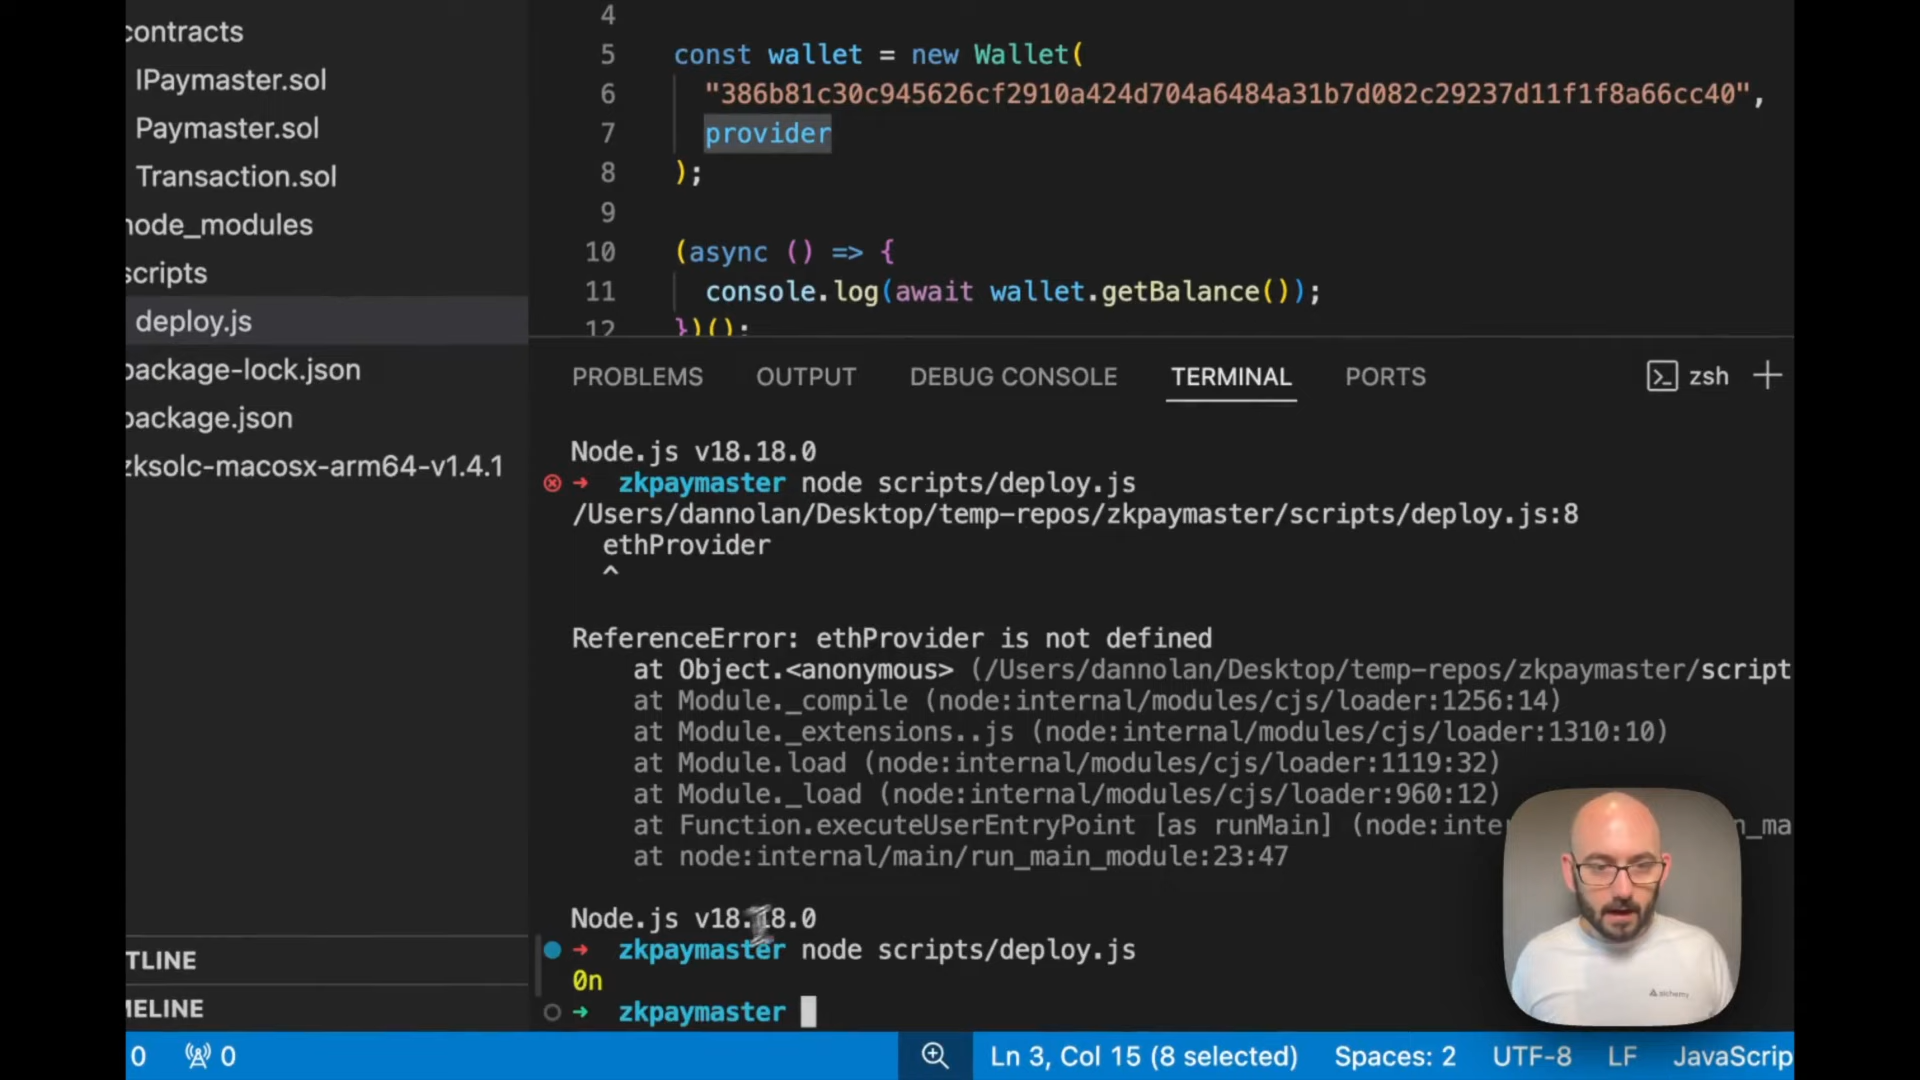 contracts
IPaymaster.sol
Paymaster.sol
Transaction.sol
node_modules
scripts
deploy.js
package-lock.json
package.json
zksolc-macosx-arm64-v1.4.1
TLINE
MELINE
4
5 const wallet = new Wallet(
6 "386b81c30c945626cf2910a424d704a6484a31b7d082c29237d11f1f8a66cc40",
7 provider
8 );
9
10 (async () => {
11 console.log(await wallet.getBalance());
12 })();
PROBLEMS OUTPUT DEBUG CONSOLE TERMINAL PORTS zsh
Node.js v18.18.0
zkpaymaster node scripts/deploy.js
/Users/dannolan/Desktop/temp-repos/zkpaymaster/scripts/deploy.js:8
ethProvider
^
ReferenceError: ethProvider is not defined
at Object.<anonymous> (/Users/dannolan/Desktop/temp-repos/zkpaymaster/script
at Module._compile (node:internal/modules/cjs/loader:1256:14)
at Module._extensions..js (node:internal/modules/cjs/loader:1310:10)
at Module.load (node:internal/modules/cjs/loader:1119:32)
at Module._load (node:internal/modules/cjs/loader:960:12)
at Function.executeUserEntryPoint [as runMain] (node:inte n_ma
at node:internal/main/run_main_module:23:47
Node.js v18.18.0
zkpaymaster node scripts/deploy.js
0n
zkpaymaster
alchemy
0 0 Ln 3, Col 15 (8 selected) Spaces: 2 UTF-8 LF JavaScrip